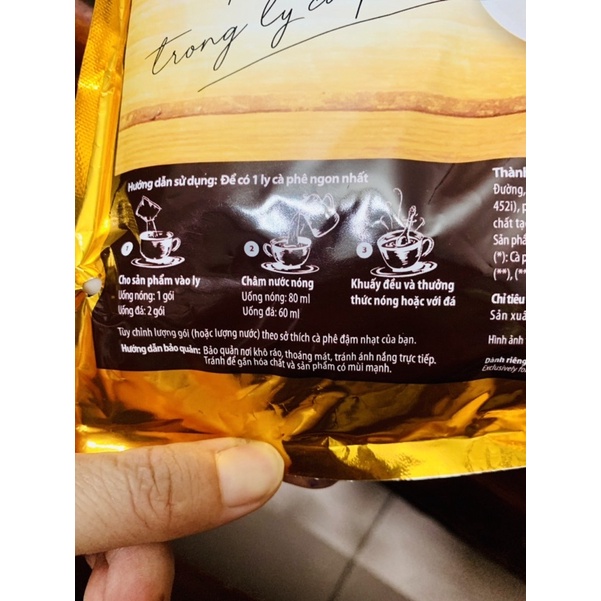 trong ly cà p
Hướng dẫn sử dụng: Để có 1 ly cà phê ngon nhất
1
2
3
Cho sản phẩm vào ly
Uống nóng: 1 gói
Uống đá: 2 gói
Châm nước nóng
Uống nóng: 80 ml
Uống đá: 60 ml
Khuấy đều và thưởng
thức nóng hoặc với đá
Tùy chỉnh lượng gói (hoặc lượng nước) theo sở thích cà phê đậm nhạt của bạn.
Hướng dẫn bảo quản: Bảo quản nơi khô ráo, thoáng mát, tránh ánh nắng trực tiếp.
Tránh để gần hóa chất và sản phẩm có mùi mạnh.
Thành
Đường,
452i), p
chất tạ
Sản phẩ
(*): Cà p
(**), (**
Chỉ tiêu
Sản xuấ
Hình ảnh
Dành riêng
Exclusively fo